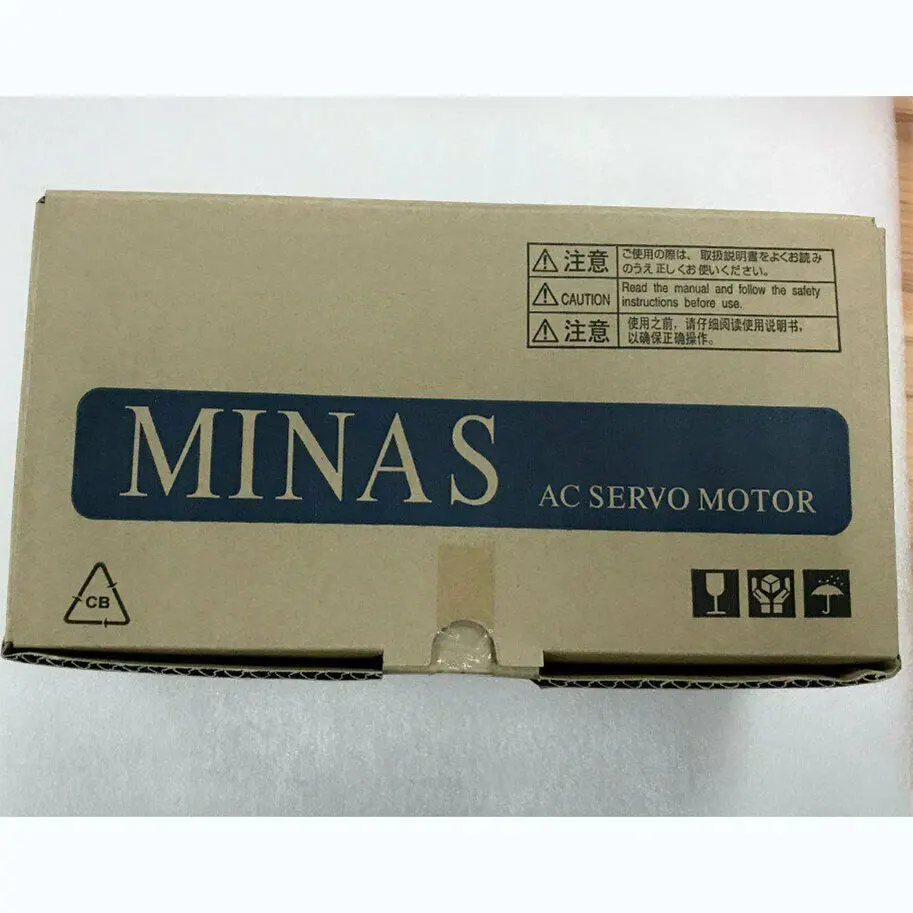 注意 ご使用の際は、取扱説明書をよくお読み
のうえ正しくお使いください。
CAUTION Read the manual and follow the safety
instructions before use.
注意 使用之前，请仔细阅读使用说明书，
以确保正确操作。
MINAS
AC SERVO MOTOR
CB